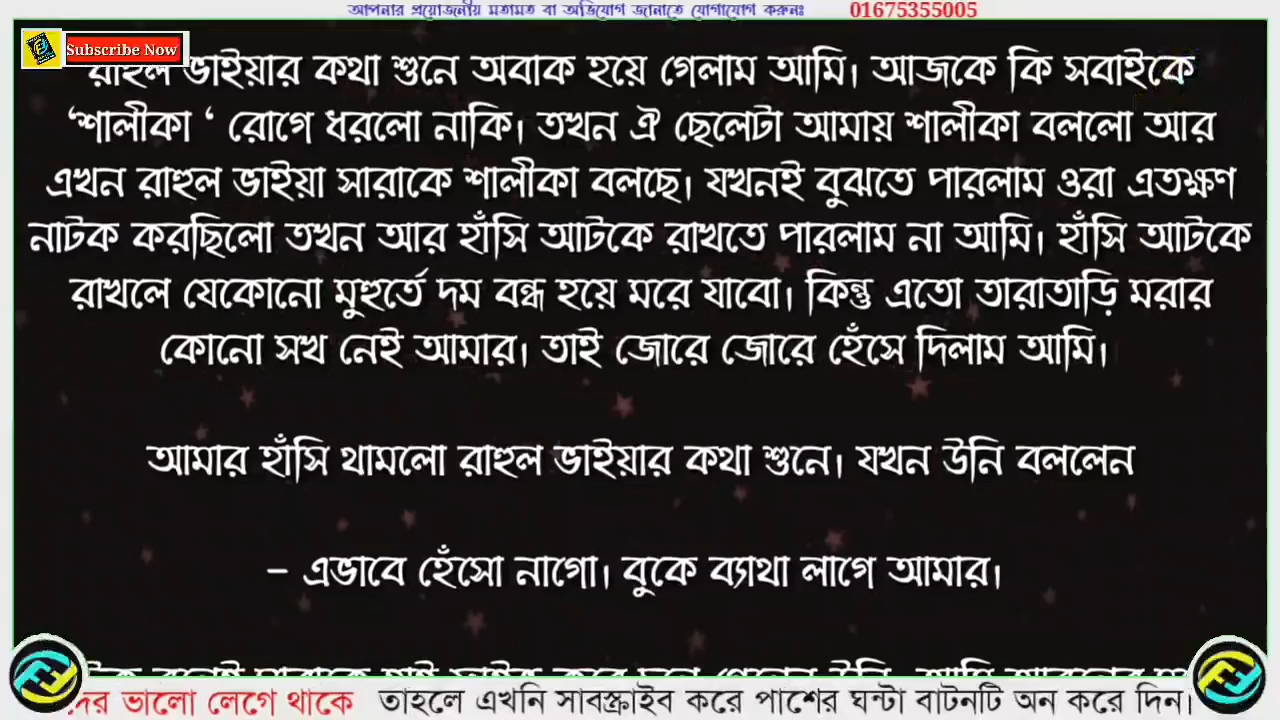 আপনার প্রয়োজনীয় মতামত বা অভিযোগ জানাতে যোগাযোগ করুনঃ 01675355005
Subscribe Now
রাহুল ভাইয়ার কথা শুনে অবাক হয়ে গেলাম আমি। আজকে কি সবাইকে
‘শালীকা ‘ রোগে ধরলো নাকি। তখন ঐ ছেলেটা আমায় শালীকা বললো আর
এখন রাহুল ভাইয়া সারাকে শালীকা বলছে। যখনই বুঝতে পারলাম ওরা এতক্ষণ
নাটক করছিলো তখন আর হাঁসি আটকে রাখতে পারলাম না আমি। হাঁসি আটকে
রাখলে যেকোনো মুহুর্তে দম বন্ধ হয়ে মরে যাবো। কিন্তু এতো তারাতাড়ি মরার
কোনো সখ নেই আমার। তাই জোরে জোরে হেঁসে দিলাম আমি।
আমার হাঁসি থামলো রাহুল ভাইয়ার কথা শুনে। যখন উনি বললেন
– এভাবে হেঁসো নাগো। বুকে ব্যাথা লাগে আমার।
ভালো লেগে থাকে তাহলে এখনি সাবস্ক্রাইব করে পাশের ঘন্টা বাটনটি অন করে দিন।